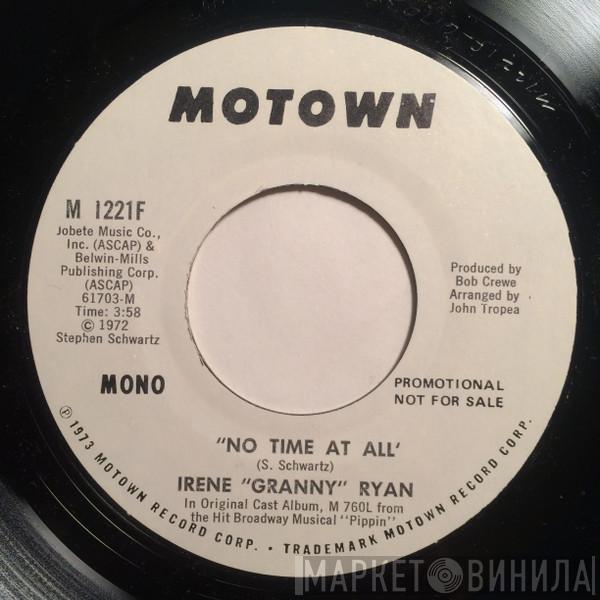 MOTOWN
M 1221F
Jobete Music Co.,
Inc. (ASCAP) &
Belwin-Mills
Publishing Corp.
(ASCAP)
61703-M
Time: 3:58
© 1972
Stephen Schwartz
Produced by
Bob Crewe
Arranged by
John Tropea
MONO
PROMOTIONAL
NOT FOR SALE
"NO TIME AT ALL'
(S. Schwartz)
IRENE "GRANNY" RYAN
In Original Cast Album, M 760L from
the Hit Broadway Musical "Pippin"
℗ 1973 MOTOWN RECORD CORP. • TRADEMARK MOTOWN RECORD CORP.
МАРКЕТ ВИНИЛА